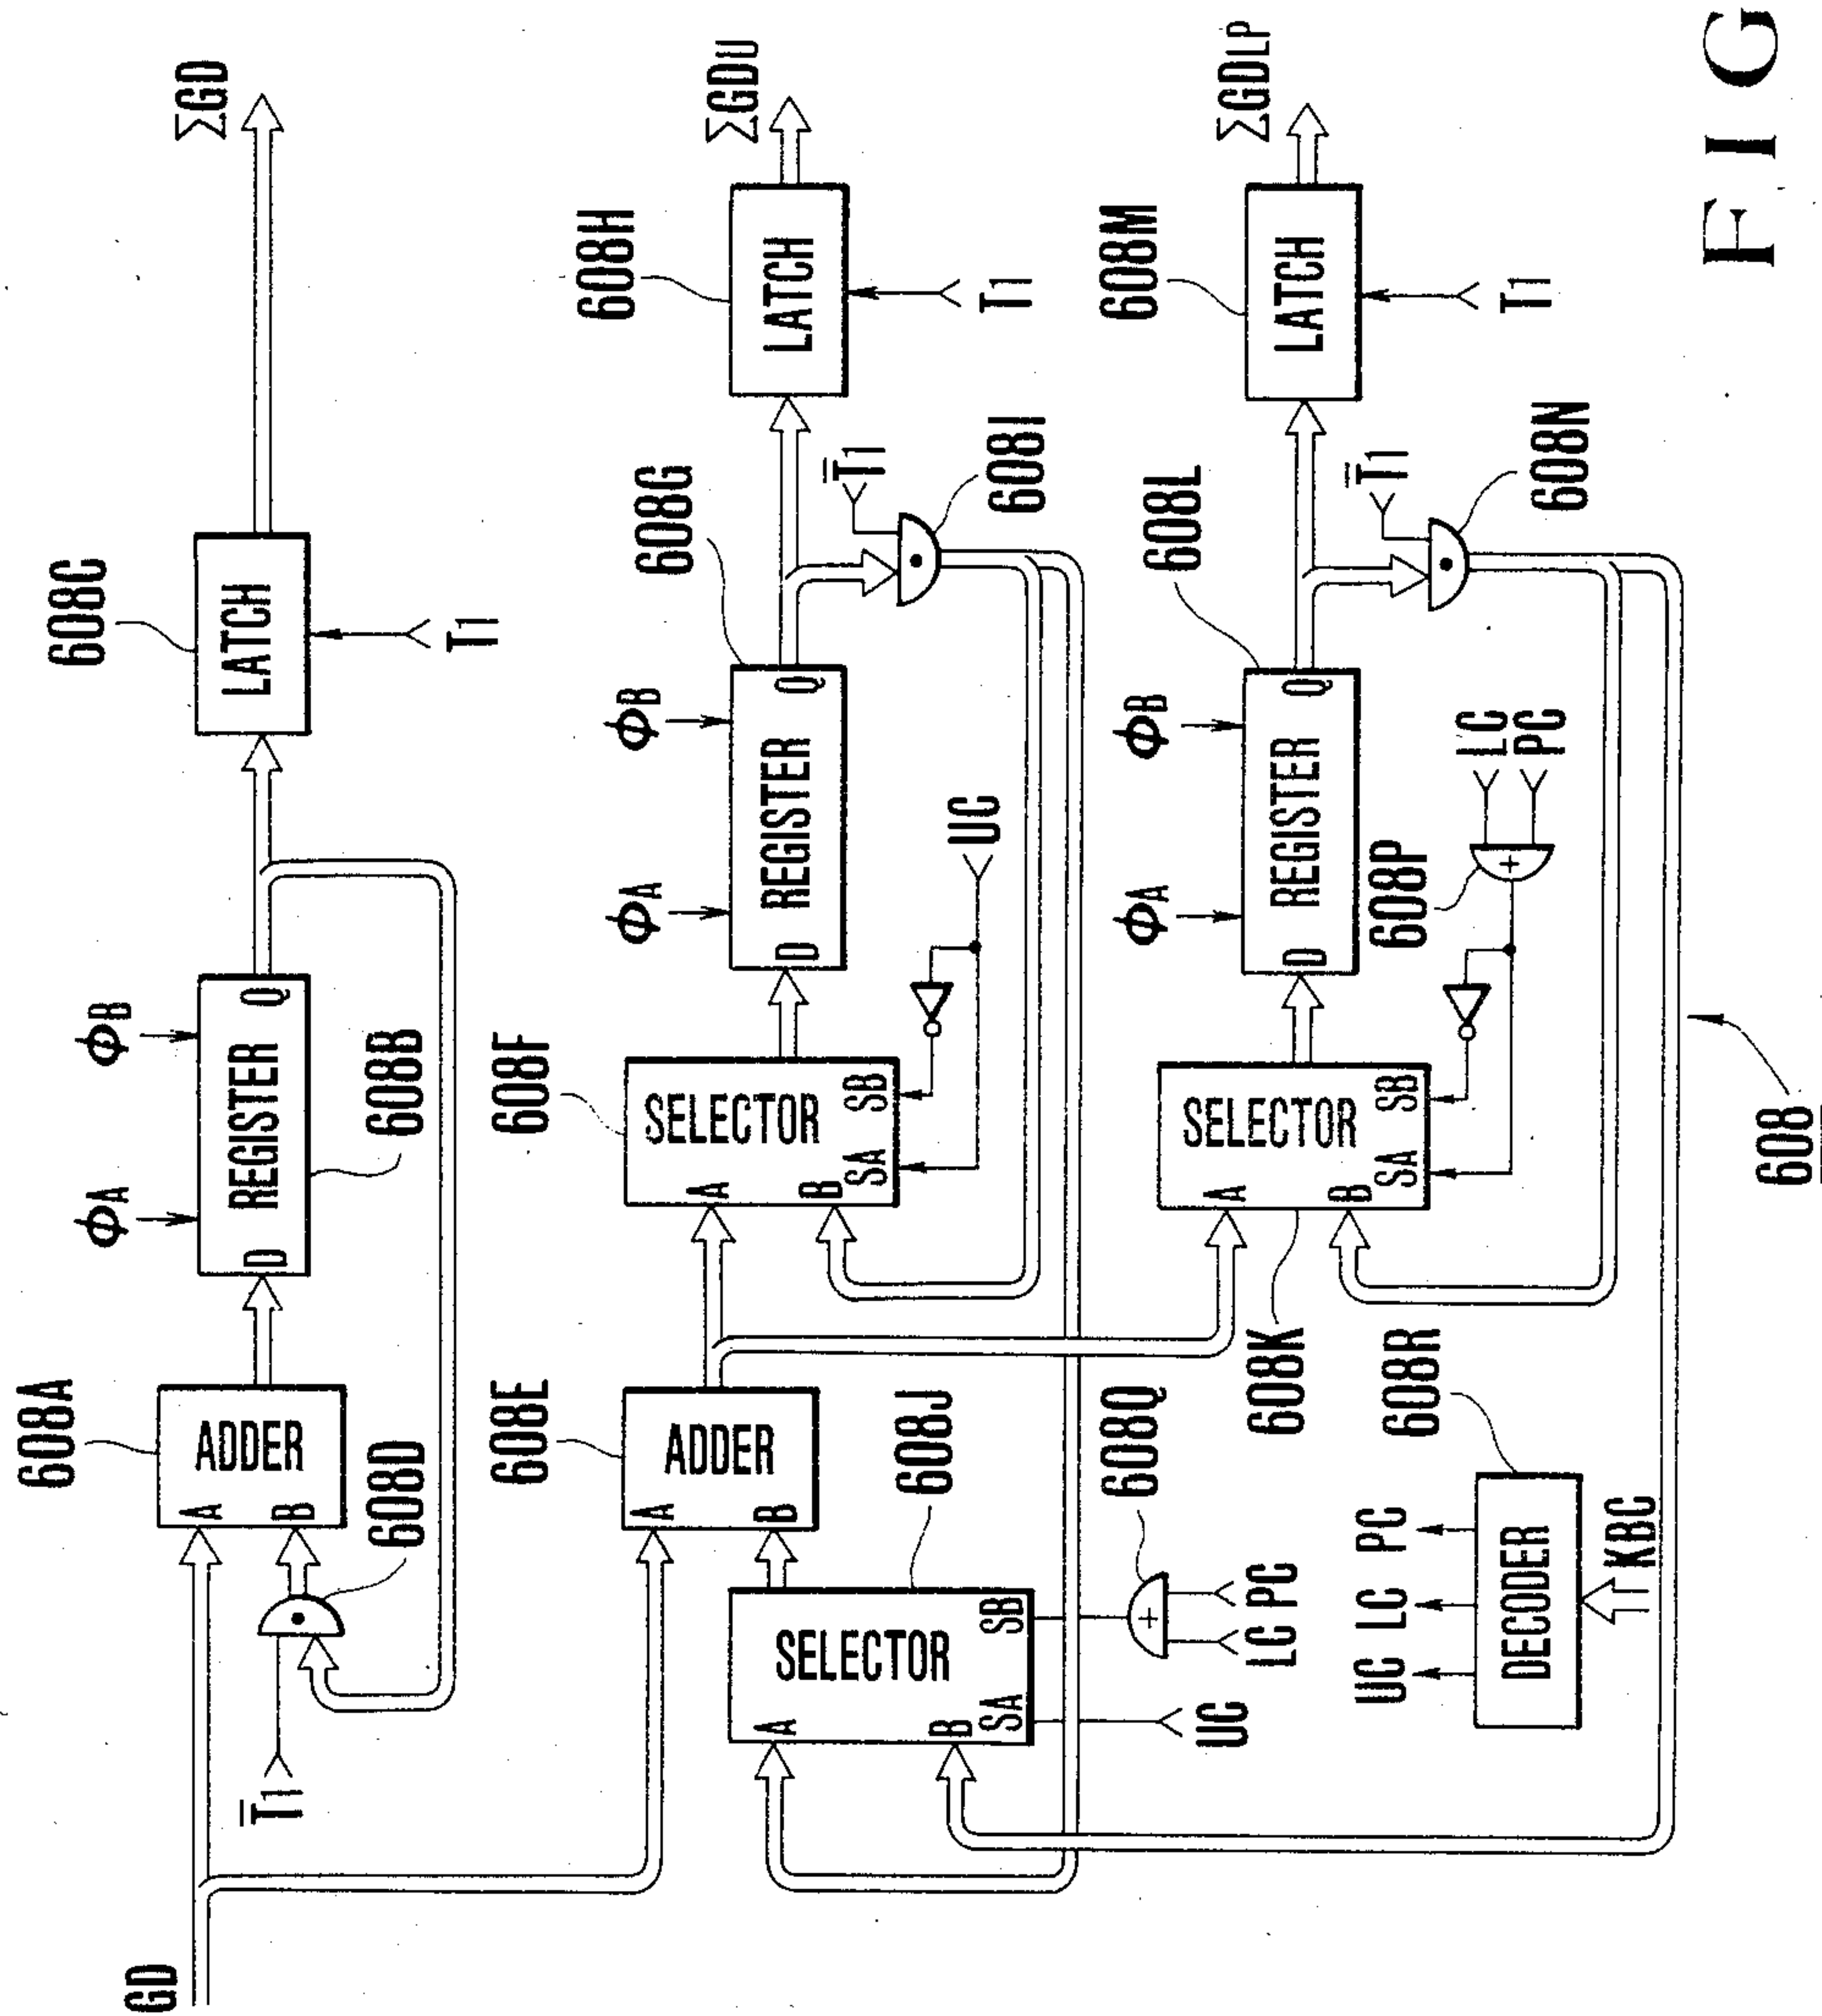 GD
T̅1
608A
ADDER
A
B
608D
ΦA
ΦB
REGISTER
D
Q
608B
608C
LATCH
T1
ΣGD
608E
ADDER
A
B
608J
SELECTOR
A
B
SA
SB
UC
608Q
LC
PC
608F
SELECTOR
A
B
SA
SB
UC
ΦA
ΦB
608G
REGISTER
D
Q
T̅1
608I
608H
LATCH
T1
ΣGDU
608K
SELECTOR
A
B
SA
SB
608P
LC
PC
ΦA
ΦB
608L
REGISTER
D
Q
T̅1
608N
608M
LATCH
T1
ΣGDLP
608R
DECODER
UC
LC
PC
KBC
608
FIG